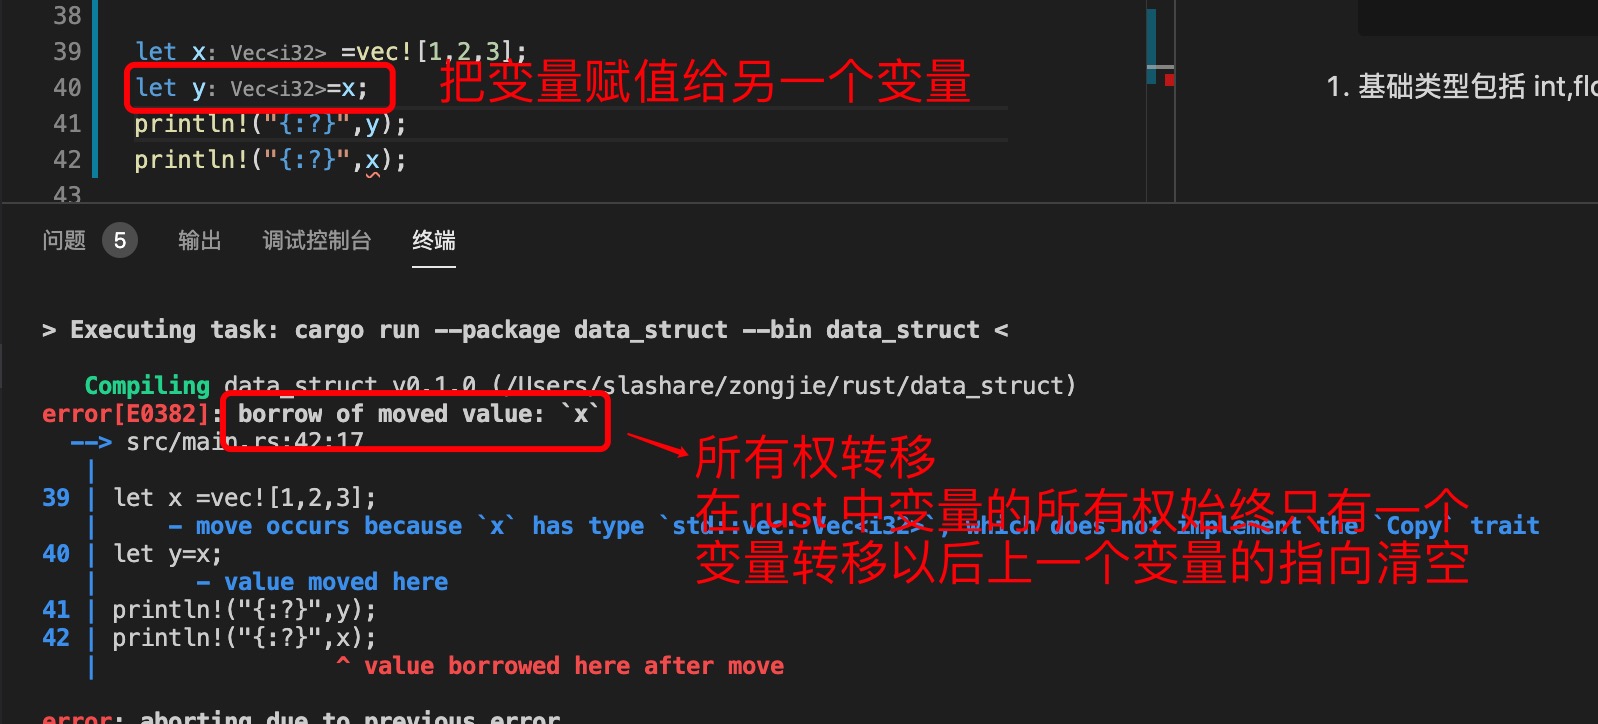 38
39 let x: Vec<i32> =vec![1,2,3];
40 let y: Vec<i32>=x;
把变量赋值给另一个变量
41 println!("{:?}",y);
42 println!("{:?}",x);
43
1. 基础类型包括 int,flo
问题 5 输出 调试控制台 终端
> Executing task: cargo run --package data_struct --bin data_struct <
Compiling data_struct v0.1.0 (/Users/slashare/zongjie/rust/data_struct)
error[E0382]: borrow of moved value: `x`
--> src/main.rs:42:17
|
39 | let x =vec![1,2,3];
| - move occurs because `x` has type `std::vec::Vec<i32>`, which does not implement the `Copy` trait
40 | let y=x;
| - value moved here
41 | println!("{:?}",y);
42 | println!("{:?}",x);
| ^ value borrowed here after move
所有权转移
在 rust 中变量的所有权始终只有一个
变量转移以后上一个变量的指向清空
error: aborting due to previous error